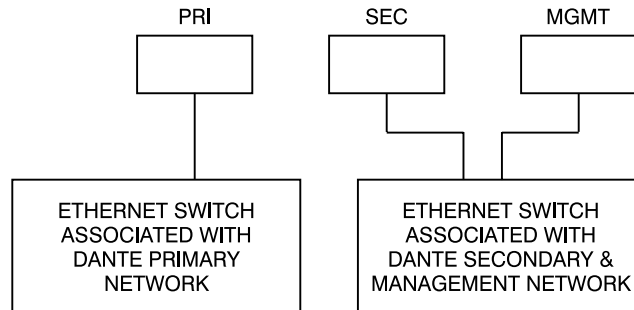 PRI
SEC
MGMT
ETHERNET SWITCH
ASSOCIATED WITH
DANTE PRIMARY
NETWORK
ETHERNET SWITCH
ASSOCIATED WITH
DANTE SECONDARY &
MANAGEMENT NETWORK